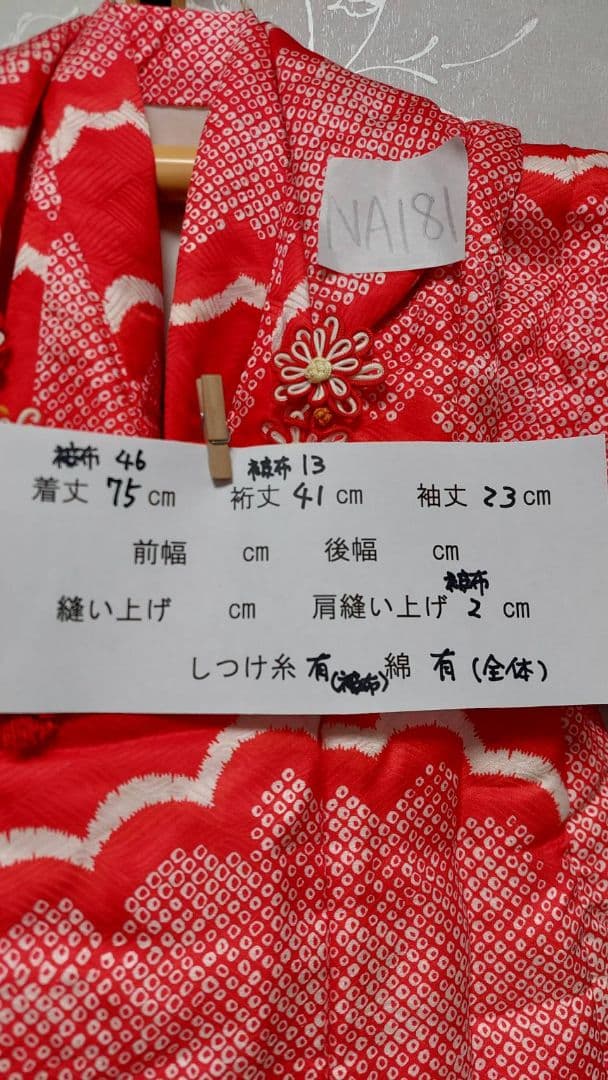 NA181
被布 46 被布 13
着丈 75 cm 裄丈 41 cm 袖丈 23 cm
前幅 cm 後幅 cm
被布
縫い上げ cm 肩縫い上げ 2 cm
しつけ糸 有(被布) 綿 有 (全体)